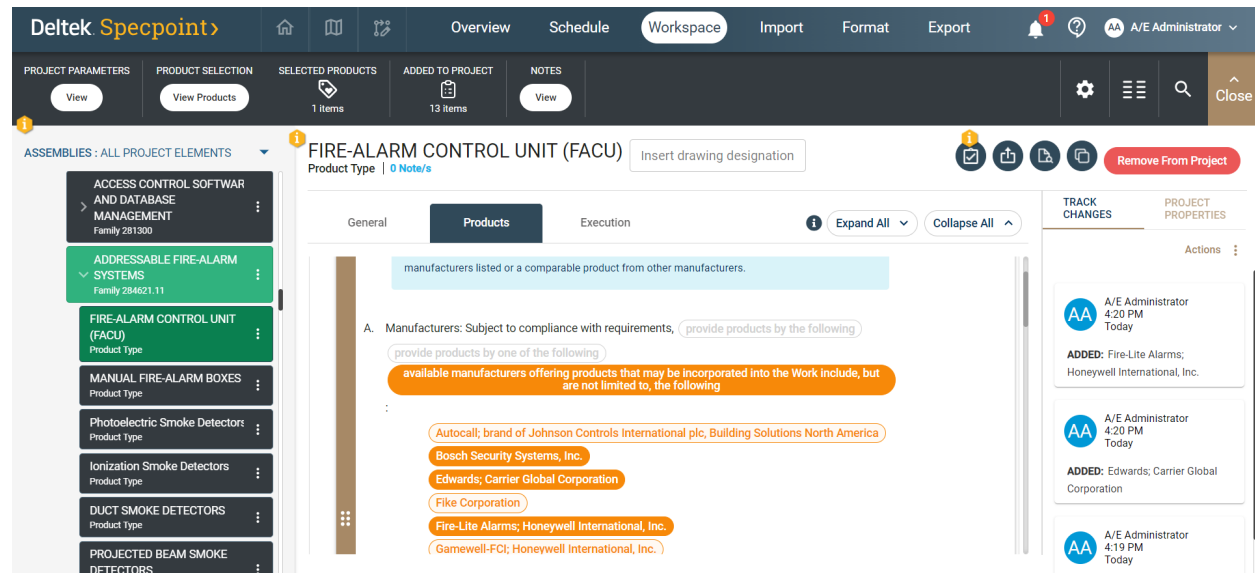 Deltek. Specpoint>
Overview
Schedule
Workspace
Import
Format
Export
1
AA
A/E Administrator
PROJECT PARAMETERS
View
PRODUCT SELECTION
View Products
SELECTED PRODUCTS
1 items
ADDED TO PROJECT
13 items
NOTES
View
Close
ASSEMBLIES : ALL PROJECT ELEMENTS
ACCESS CONTROL SOFTWAR
AND DATABASE
MANAGEMENT
Family 281300
ADDRESSABLE FIRE-ALARM
SYSTEMS
Family 284621.11
FIRE-ALARM CONTROL UNIT
(FACU)
Product Type
MANUAL FIRE-ALARM BOXES
Product Type
Photoelectric Smoke Detectors
Product Type
Ionization Smoke Detectors
Product Type
DUCT SMOKE DETECTORS
Product Type
PROJECTED BEAM SMOKE
DETECTORS
FIRE-ALARM CONTROL UNIT (FACU)
Insert drawing designation
Product Type | 0 Note/s
Remove From Project
General
Products
Execution
Expand All
Collapse All
manufacturers listed or a comparable product from other manufacturers.
A. Manufacturers: Subject to compliance with requirements, provide products by the following
provide products by one of the following
available manufacturers offering products that may be incorporated into the Work include, but
are not limited to, the following
:
Autocall; brand of Johnson Controls International plc, Building Solutions North America
Bosch Security Systems, Inc.
Edwards; Carrier Global Corporation
Fike Corporation
Fire-Lite Alarms; Honeywell International, Inc.
Gamewell-FCI; Honeywell International, Inc.
TRACK
CHANGES
PROJECT
PROPERTIES
Actions
AA
A/E Administrator
4:20 PM
Today
ADDED: Fire-Lite Alarms;
Honeywell International, Inc.
AA
A/E Administrator
4:20 PM
Today
ADDED: Edwards; Carrier Global
Corporation
AA
A/E Administrator
4:19 PM
Today